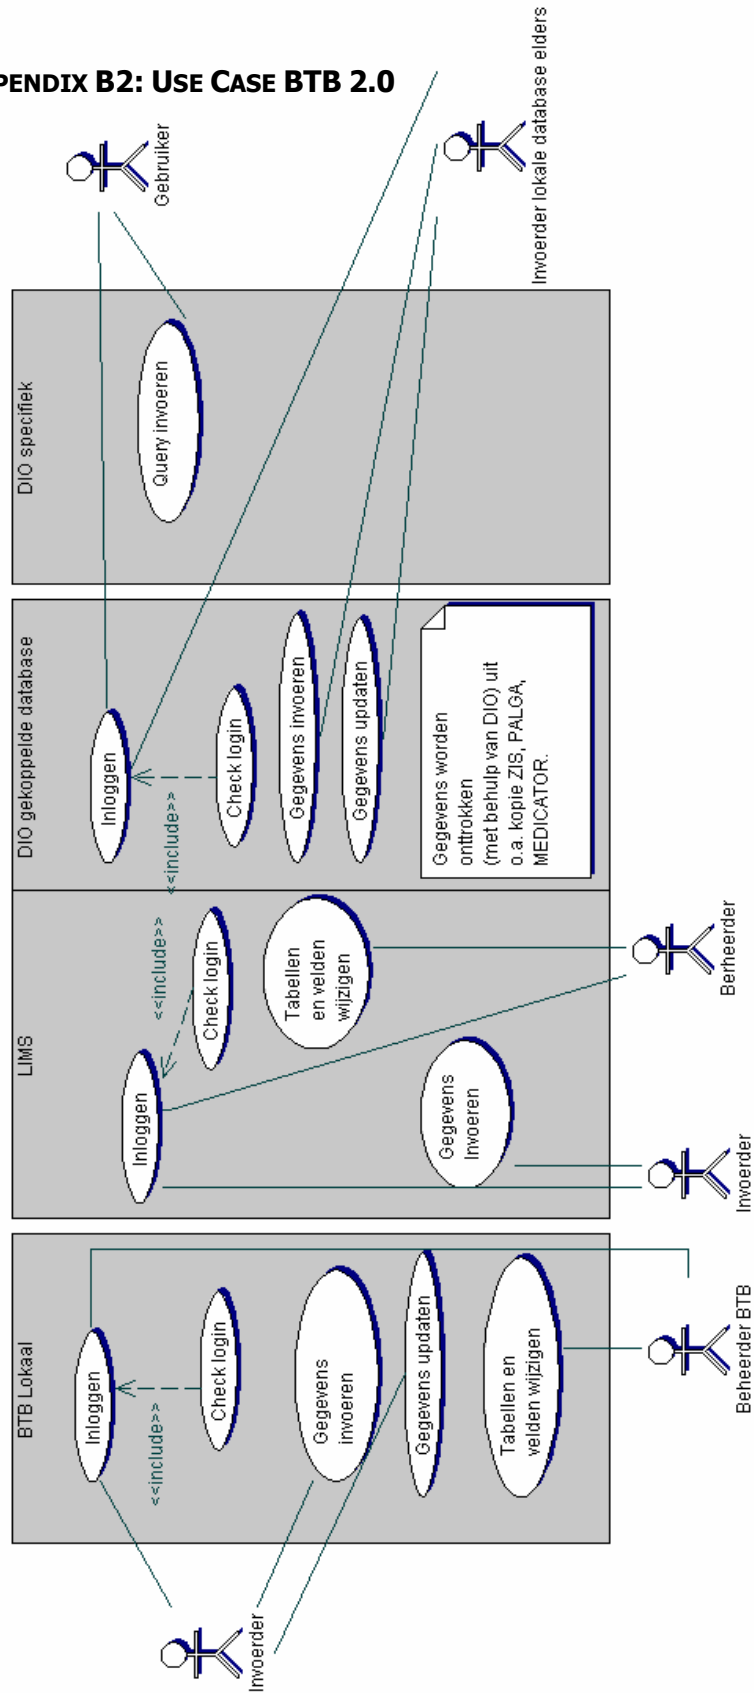 PENDIX B2: USE CASE BTB 2.0
BTB Lokaal
Inloggen
<<include>>
Check login
Gegevens
invoeren
Gegevens updaten
Tabellen en
velden wijzigen
Invoerder
Beheerder BTB
LIMS
Inloggen
<<include>>
Check login
Tabellen
en velden
wijzigen
Gegevens
Invoeren
Invoerder
Berheerder
DIO gekoppelde database
Inloggen
<<include>>
Check login
Gegevens invoeren
Gegevens updaten
Gegevens worden
onttrokken
(met behulp van DIO) uit
o.a. kopie ZIS, PALGA,
MEDICATOR.
DIO specifiek
Query invoeren
Gebruiker
Invoerder lokale database elders